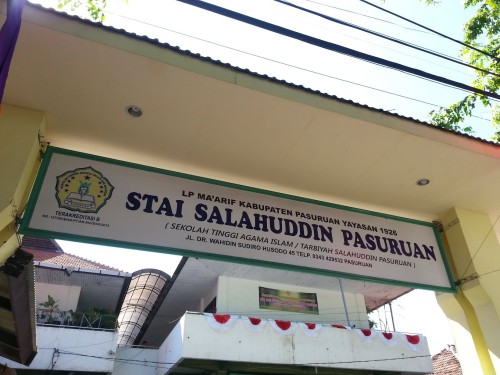 LP MA'ARIF KABUPATEN PASURUAN YAYASAN 1926
STAI SALAHUDDIN PASURUAN
( SEKOLAH TINGGI AGAMA ISLAM / TARBIYAH SALAHUDDIN PASURUAN )
JL. DR. WAHIDIN SUDIRO HUSODO 45 TELP. 0343 423532 PASURUAN
TERAKREDITASI B